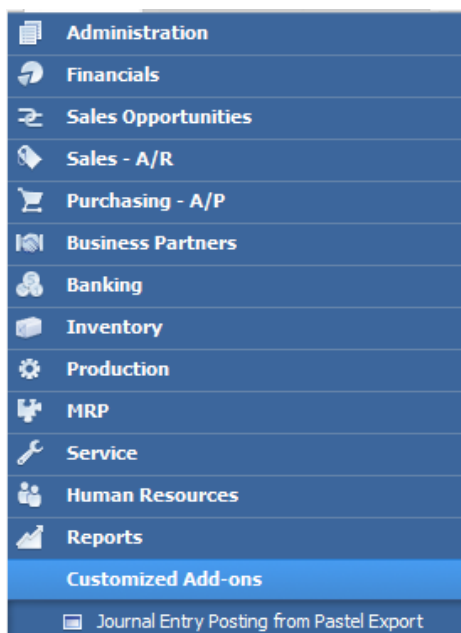 Administration
Financials
Sales Opportunities
Sales - A/R
Purchasing - A/P
Business Partners
Banking
Inventory
Production
MRP
Service
Human Resources
Reports
Customized Add-ons
Journal Entry Posting from Pastel Export